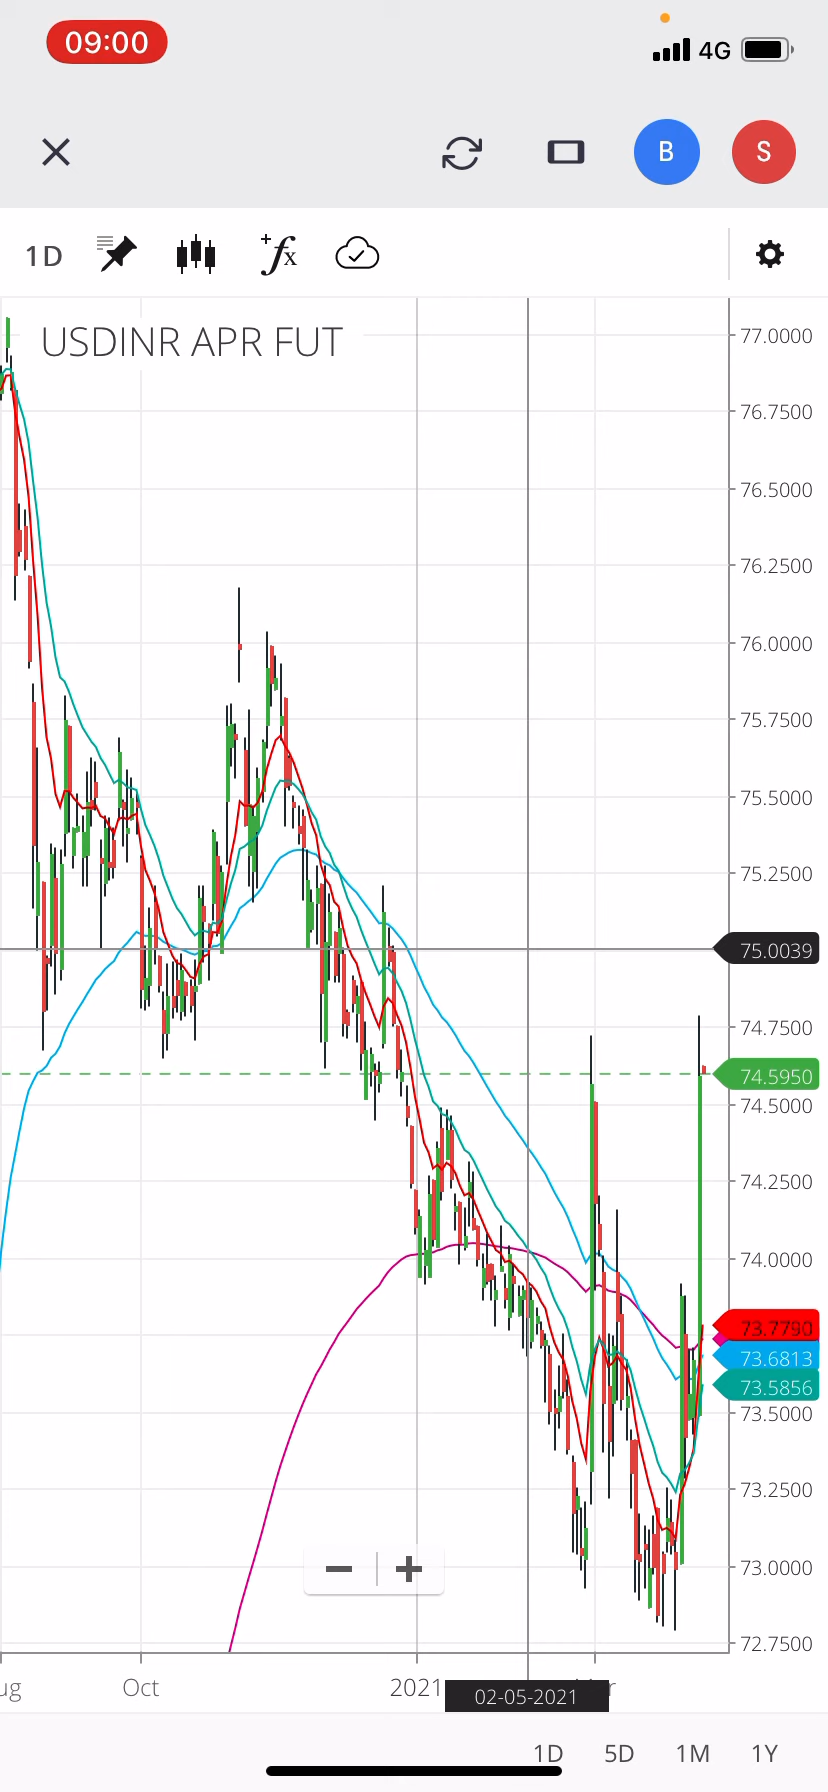 09:00
4G
B
S
1D
+fx
USDINR APR FUT
77.0000
76.7500
76.5000
76.2500
76.0000
75.7500
75.5000
75.2500
75.0039
74.7500
74.5950
74.5000
74.2500
74.0000
73.7790
73.6813
73.5856
73.5000
73.2500
73.0000
72.7500
ug Oct 2021 r
02-05-2021
1D 5D 1M 1Y